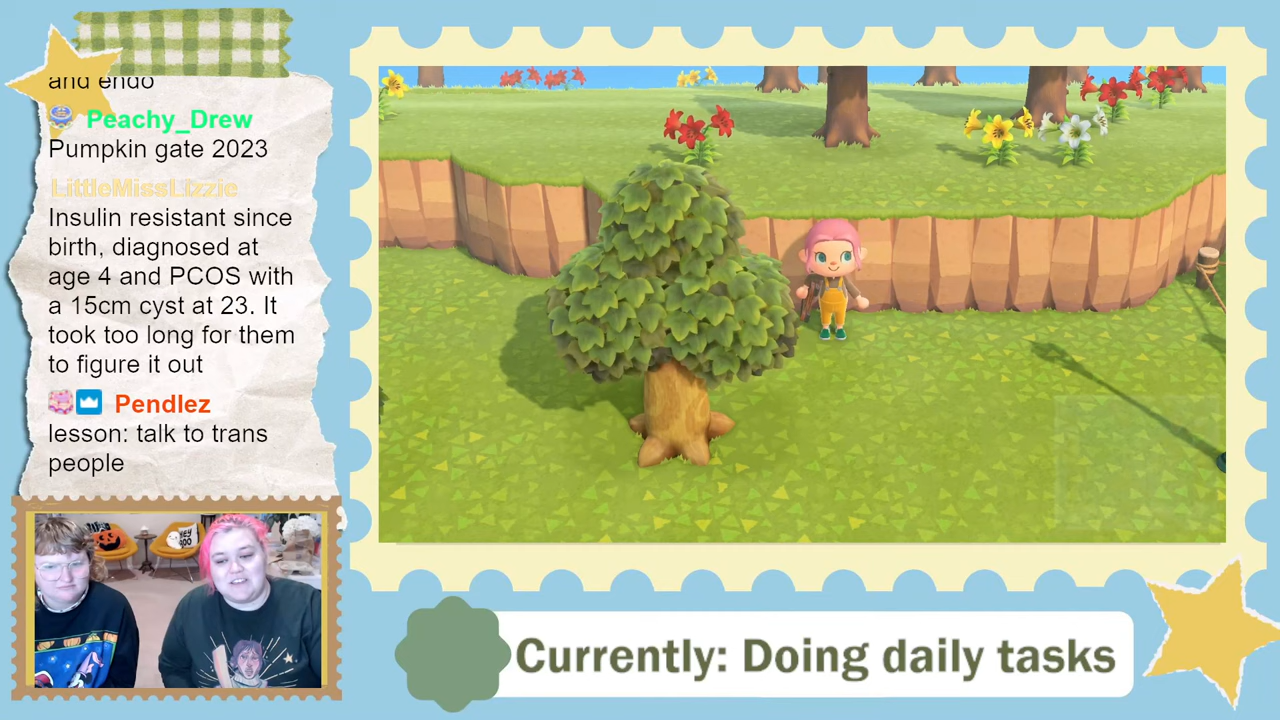 and endo
Peachy_Drew
Pumpkin gate 2023
LittleMissLizzie
Insulin resistant since
birth, diagnosed at
age 4 and PCOS with
a 15cm cyst at 23. It
took too long for them
to figure it out
Pendlez
lesson: talk to trans
people
HEY
BOO
Currently: Doing daily tasks